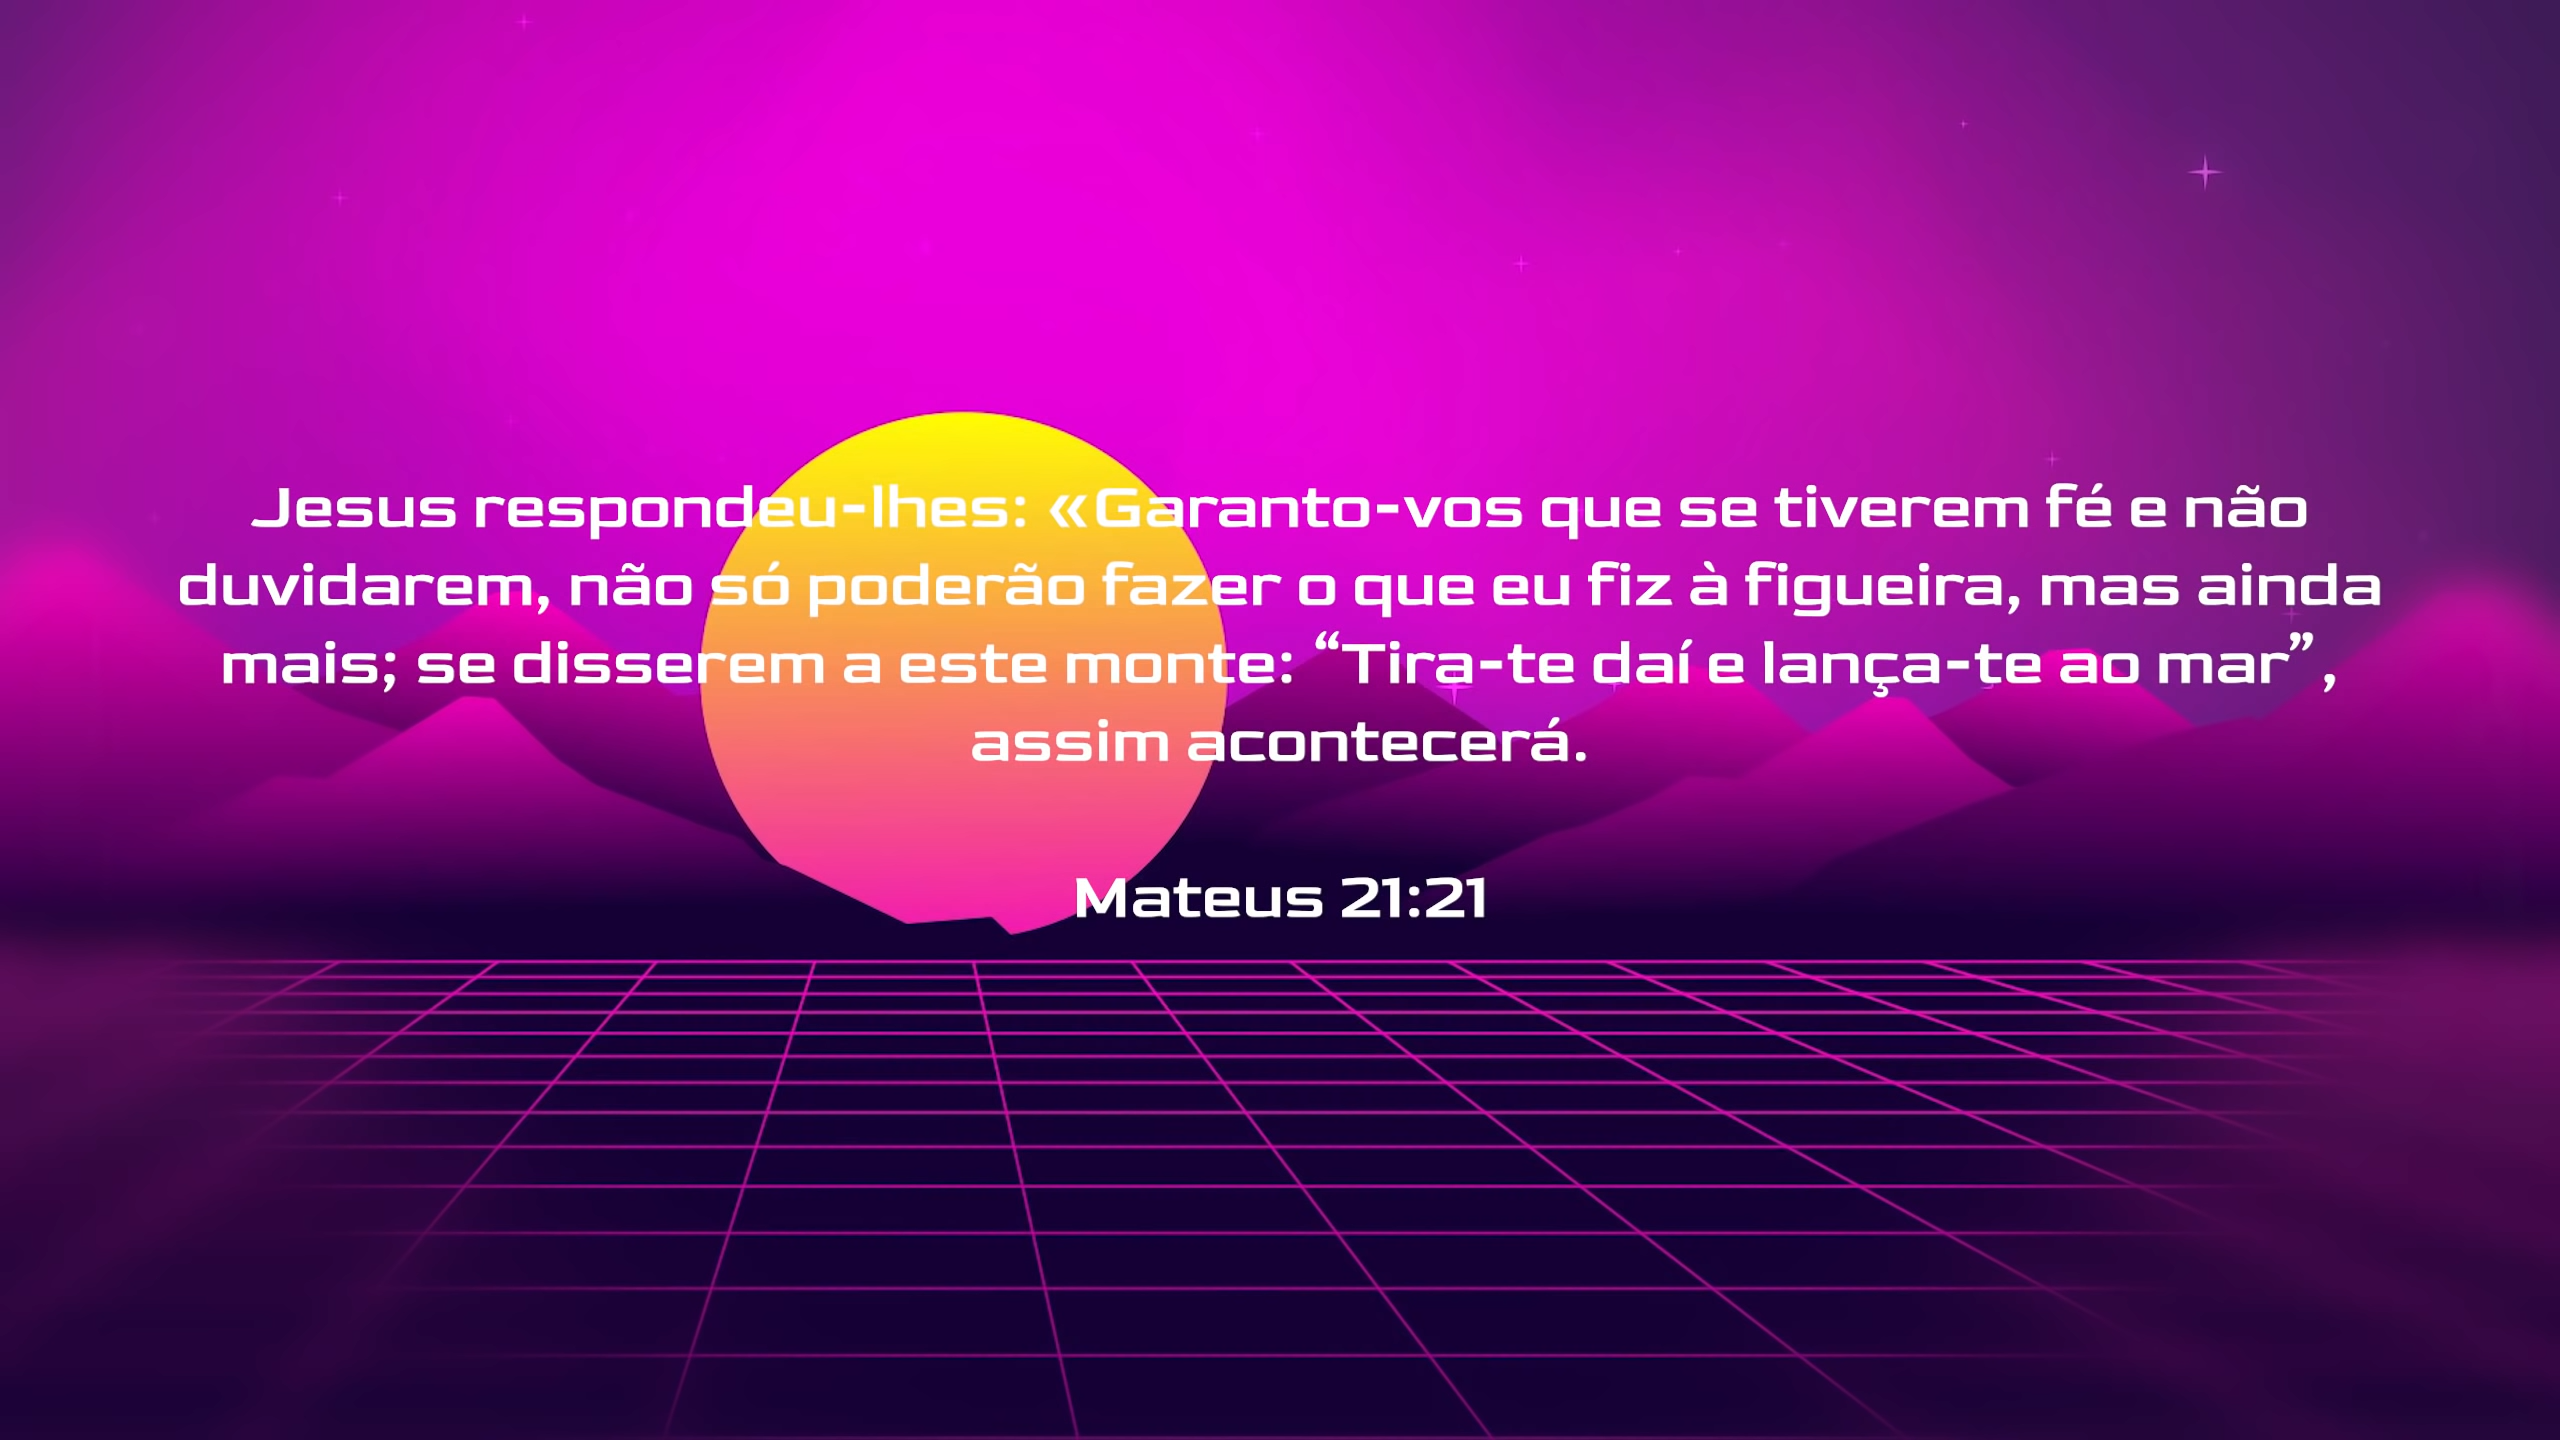 Jesus respondeu-lhes: «Garanto-vos que se tiverem fé e não
duvidarem, não só poderão fazer o que eu fiz à figueira, mas ainda
mais; se disserem a este monte: “Tira-te daí e lança-te ao mar”,
assim acontecerá.
Mateus 21:21